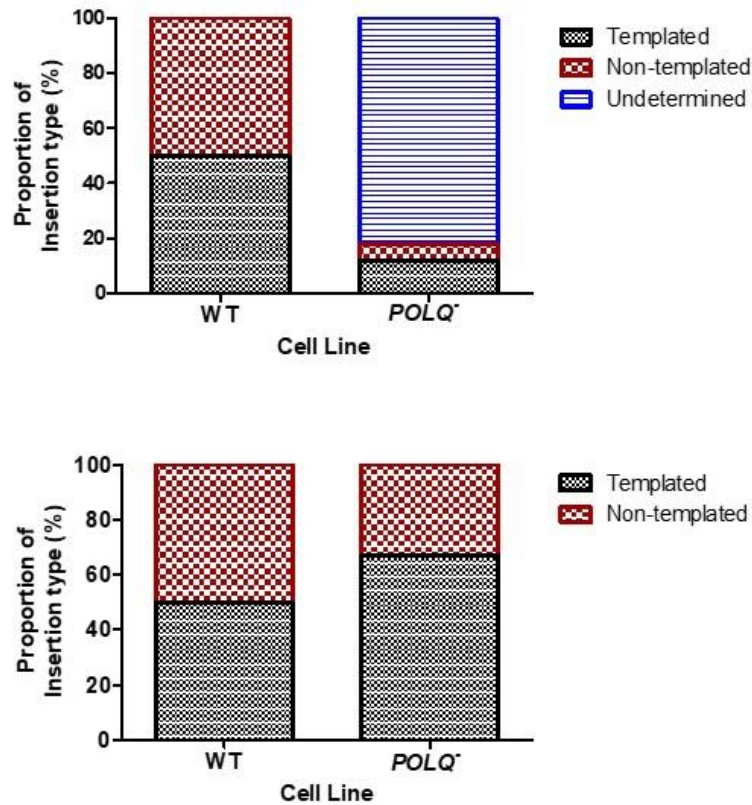 100
80
60
40
20
0
Proportion of
Insertion type (%)
WT
POLQ-
Cell Line
Templated
Non-templated
Undetermined
100
80
60
40
20
0
Proportion of
Insertion type (%)
WT
POLQ-
Cell Line
Templated
Non-templated